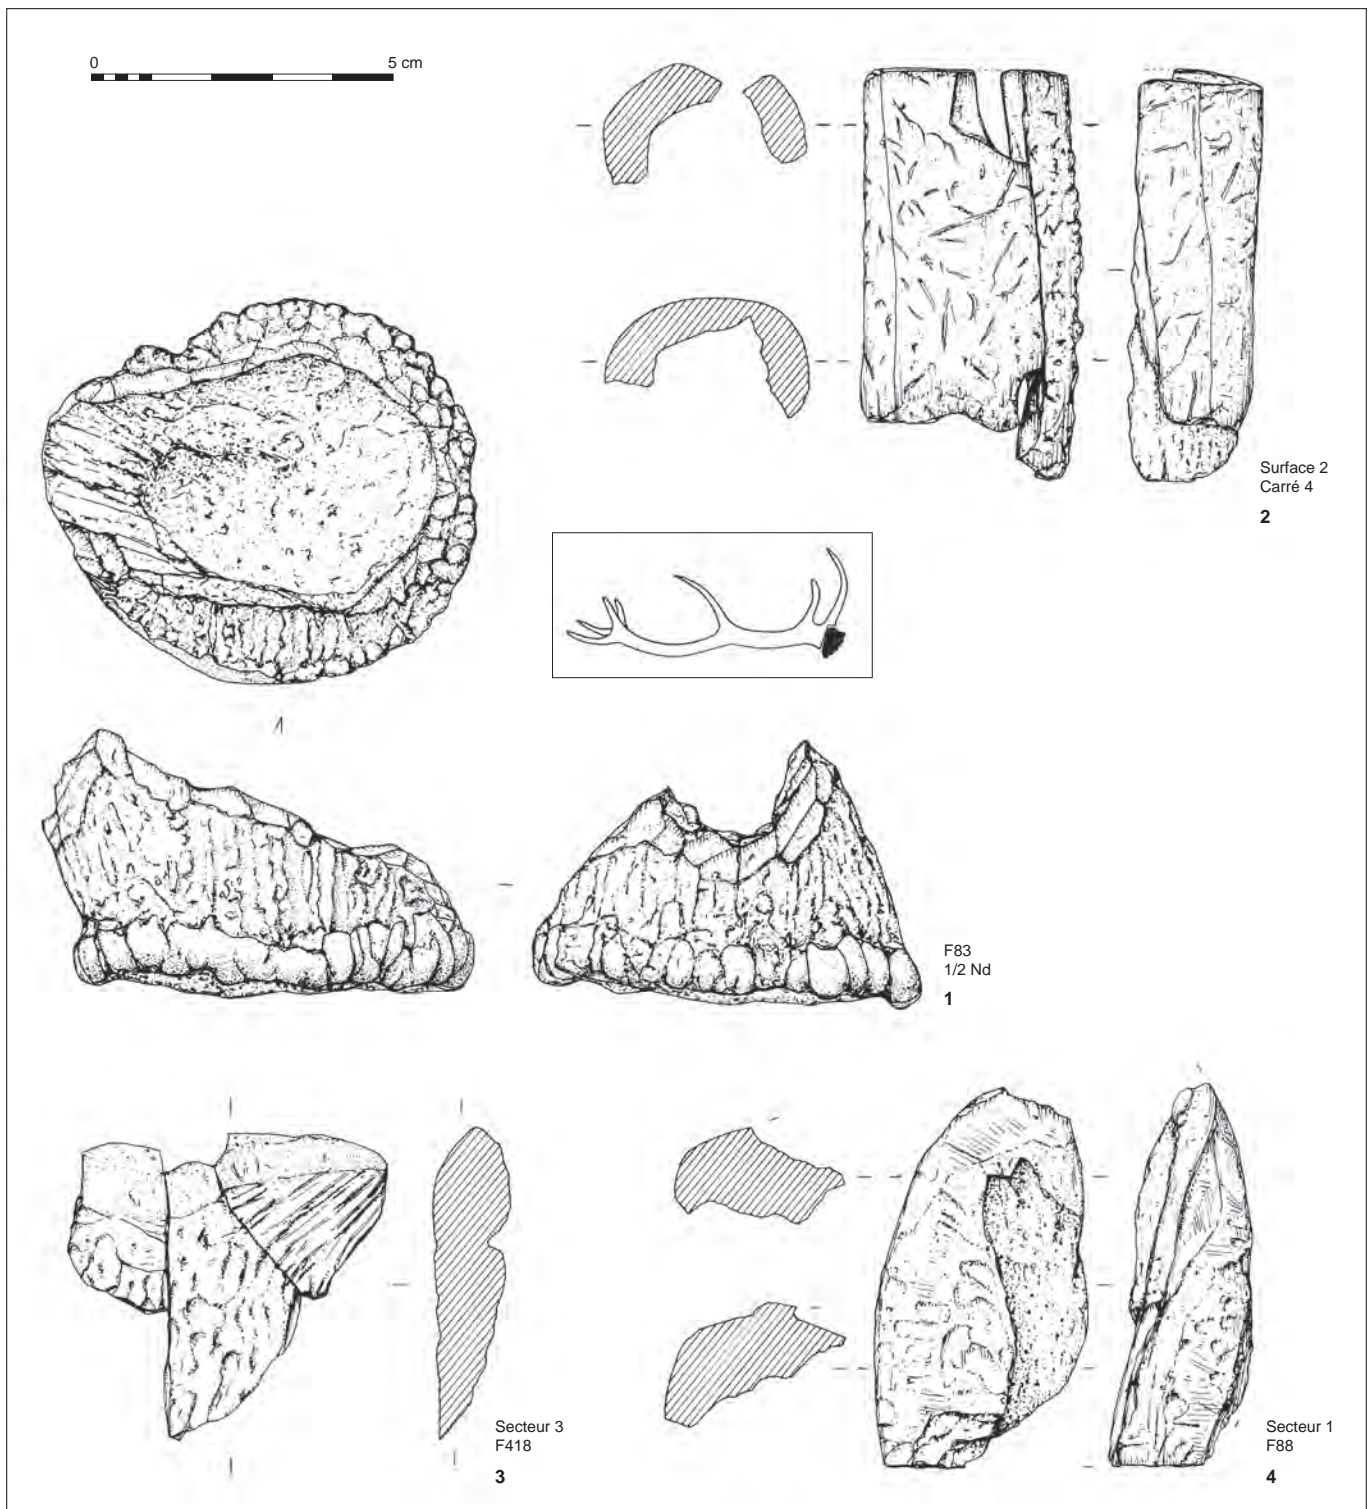 0 5 cm
Surface 2
Carré 4
2
F83
1/2 Nd
1
Secteur 3
F418
3
Secteur 1
F88
4